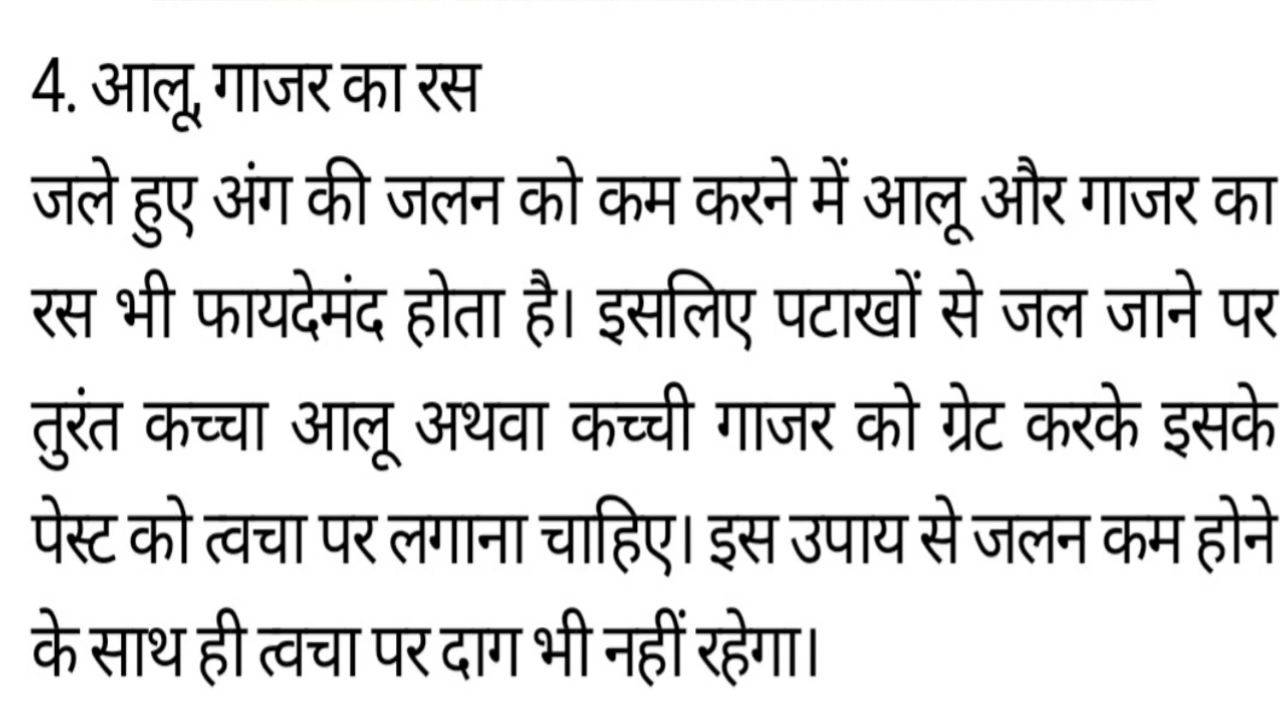 4. आलू, गाजर का रस
जले हुए अंग की जलन को कम करने में आलू और गाजर का
रस भी फायदेमंद होता है। इसलिए पटाखों से जल जाने पर
तुरंत कच्चा आलू अथवा कच्ची गाजर को ग्रेट करके इसके
पेस्ट को त्वचा पर लगाना चाहिए। इस उपाय से जलन कम होने
के साथ ही त्वचा पर दाग भी नहीं रहेगा।